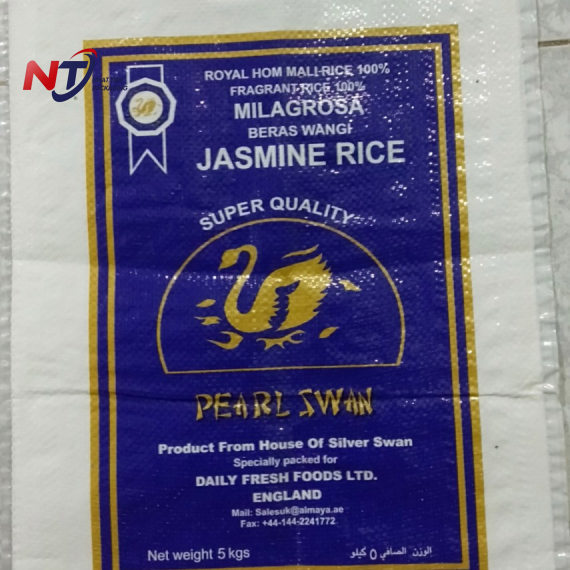 NT
PACKAGING
ROYAL HOM MALI RICE 100%
FRAGRANT RICE 100%
MILAGROSA
BERAS WANGI
JASMINE RICE
SUPER QUALITY
PEARL SWAN
Product From House Of Silver Swan
Specially packed for
DAILY FRESH FOODS LTD.
ENGLAND
Mail: Salesuk@almaya.ae
Fax: +44-144-2241772
Net weight 5 kgs
الوزن الصافي ٥ كيلو